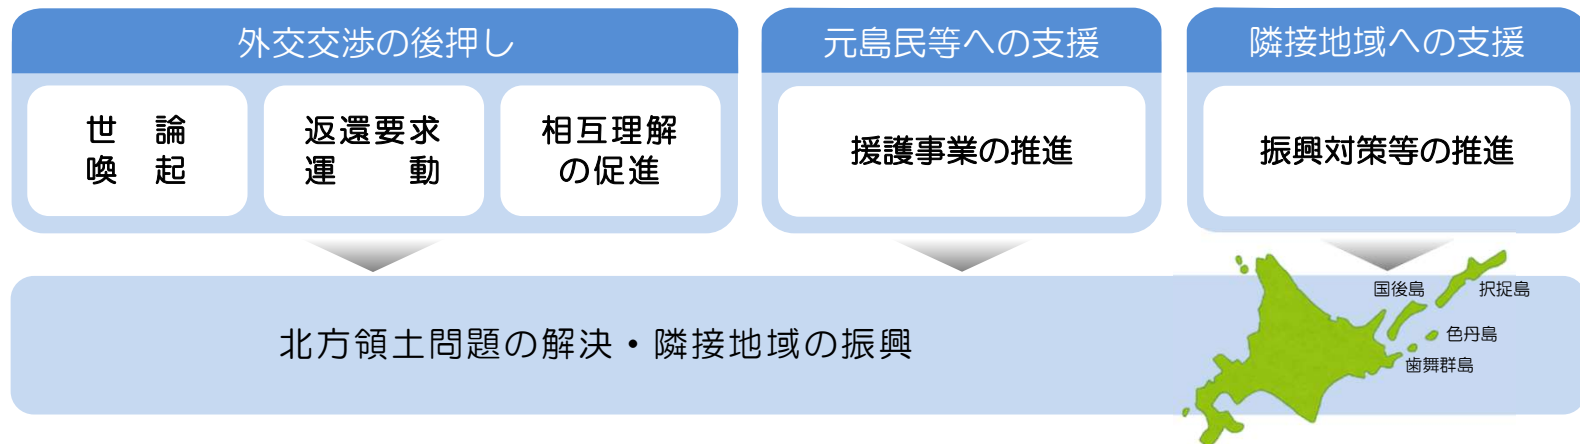 外交交渉の後押し
世 論
喚 起
返還要求
運 動
相互理解
の促進
元島民等への支援
援護事業の推進
隣接地域への支援
振興対策等の推進
北方領土問題の解決・隣接地域の振興
国後島
択捉島
色丹島
歯舞群島